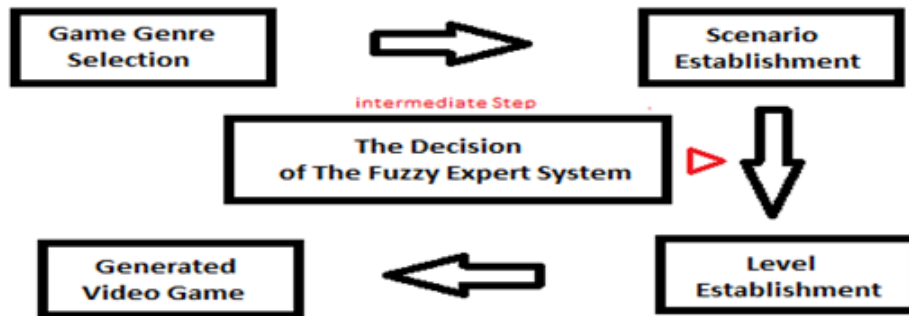 Game Genre
Selection
Scenario
Establishment
intermediate Step
The Decision
of The Fuzzy Expert System
Generated
Video Game
Level
Establishment